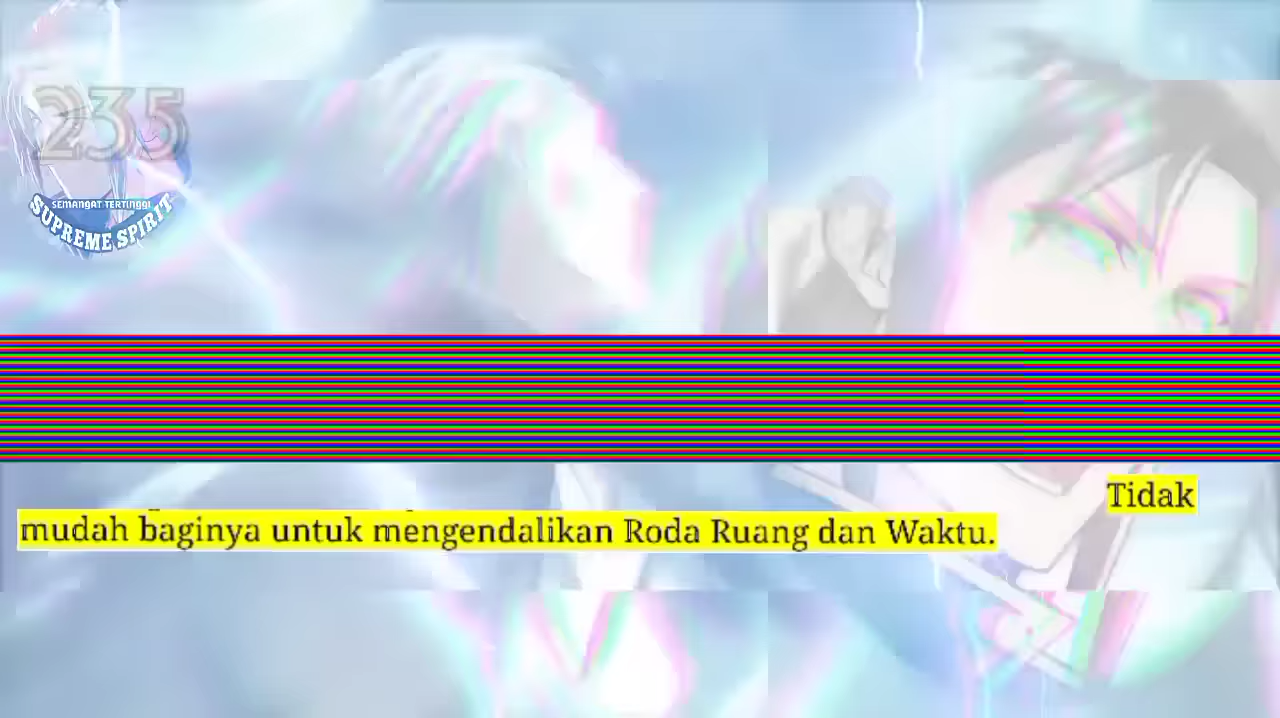 235
SEMANGAT TERTINGGI
SUPREME SPIRIT
Tidak
mudah baginya untuk mengendalikan Roda Ruang dan Waktu.